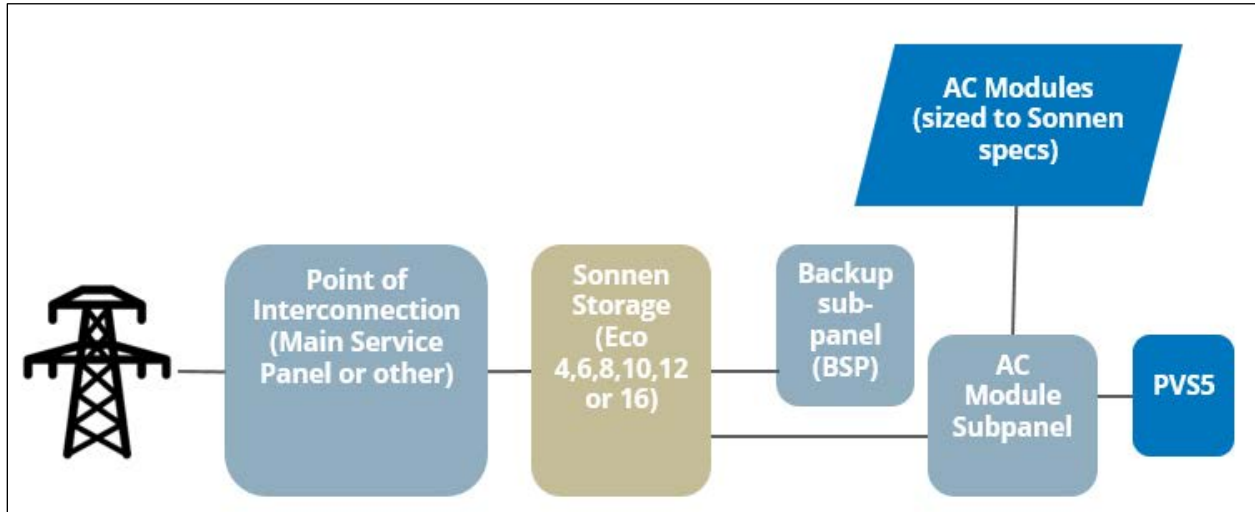 AC Modules
(sized to Sonnen
specs)
Point of
Interconnection
(Main Service
Panel or other)
Sonnen
Storage
(Eco
4,6,8,10,12
or 16)
Backup
sub-
panel
(BSP)
AC
Module
Subpanel
PVS5